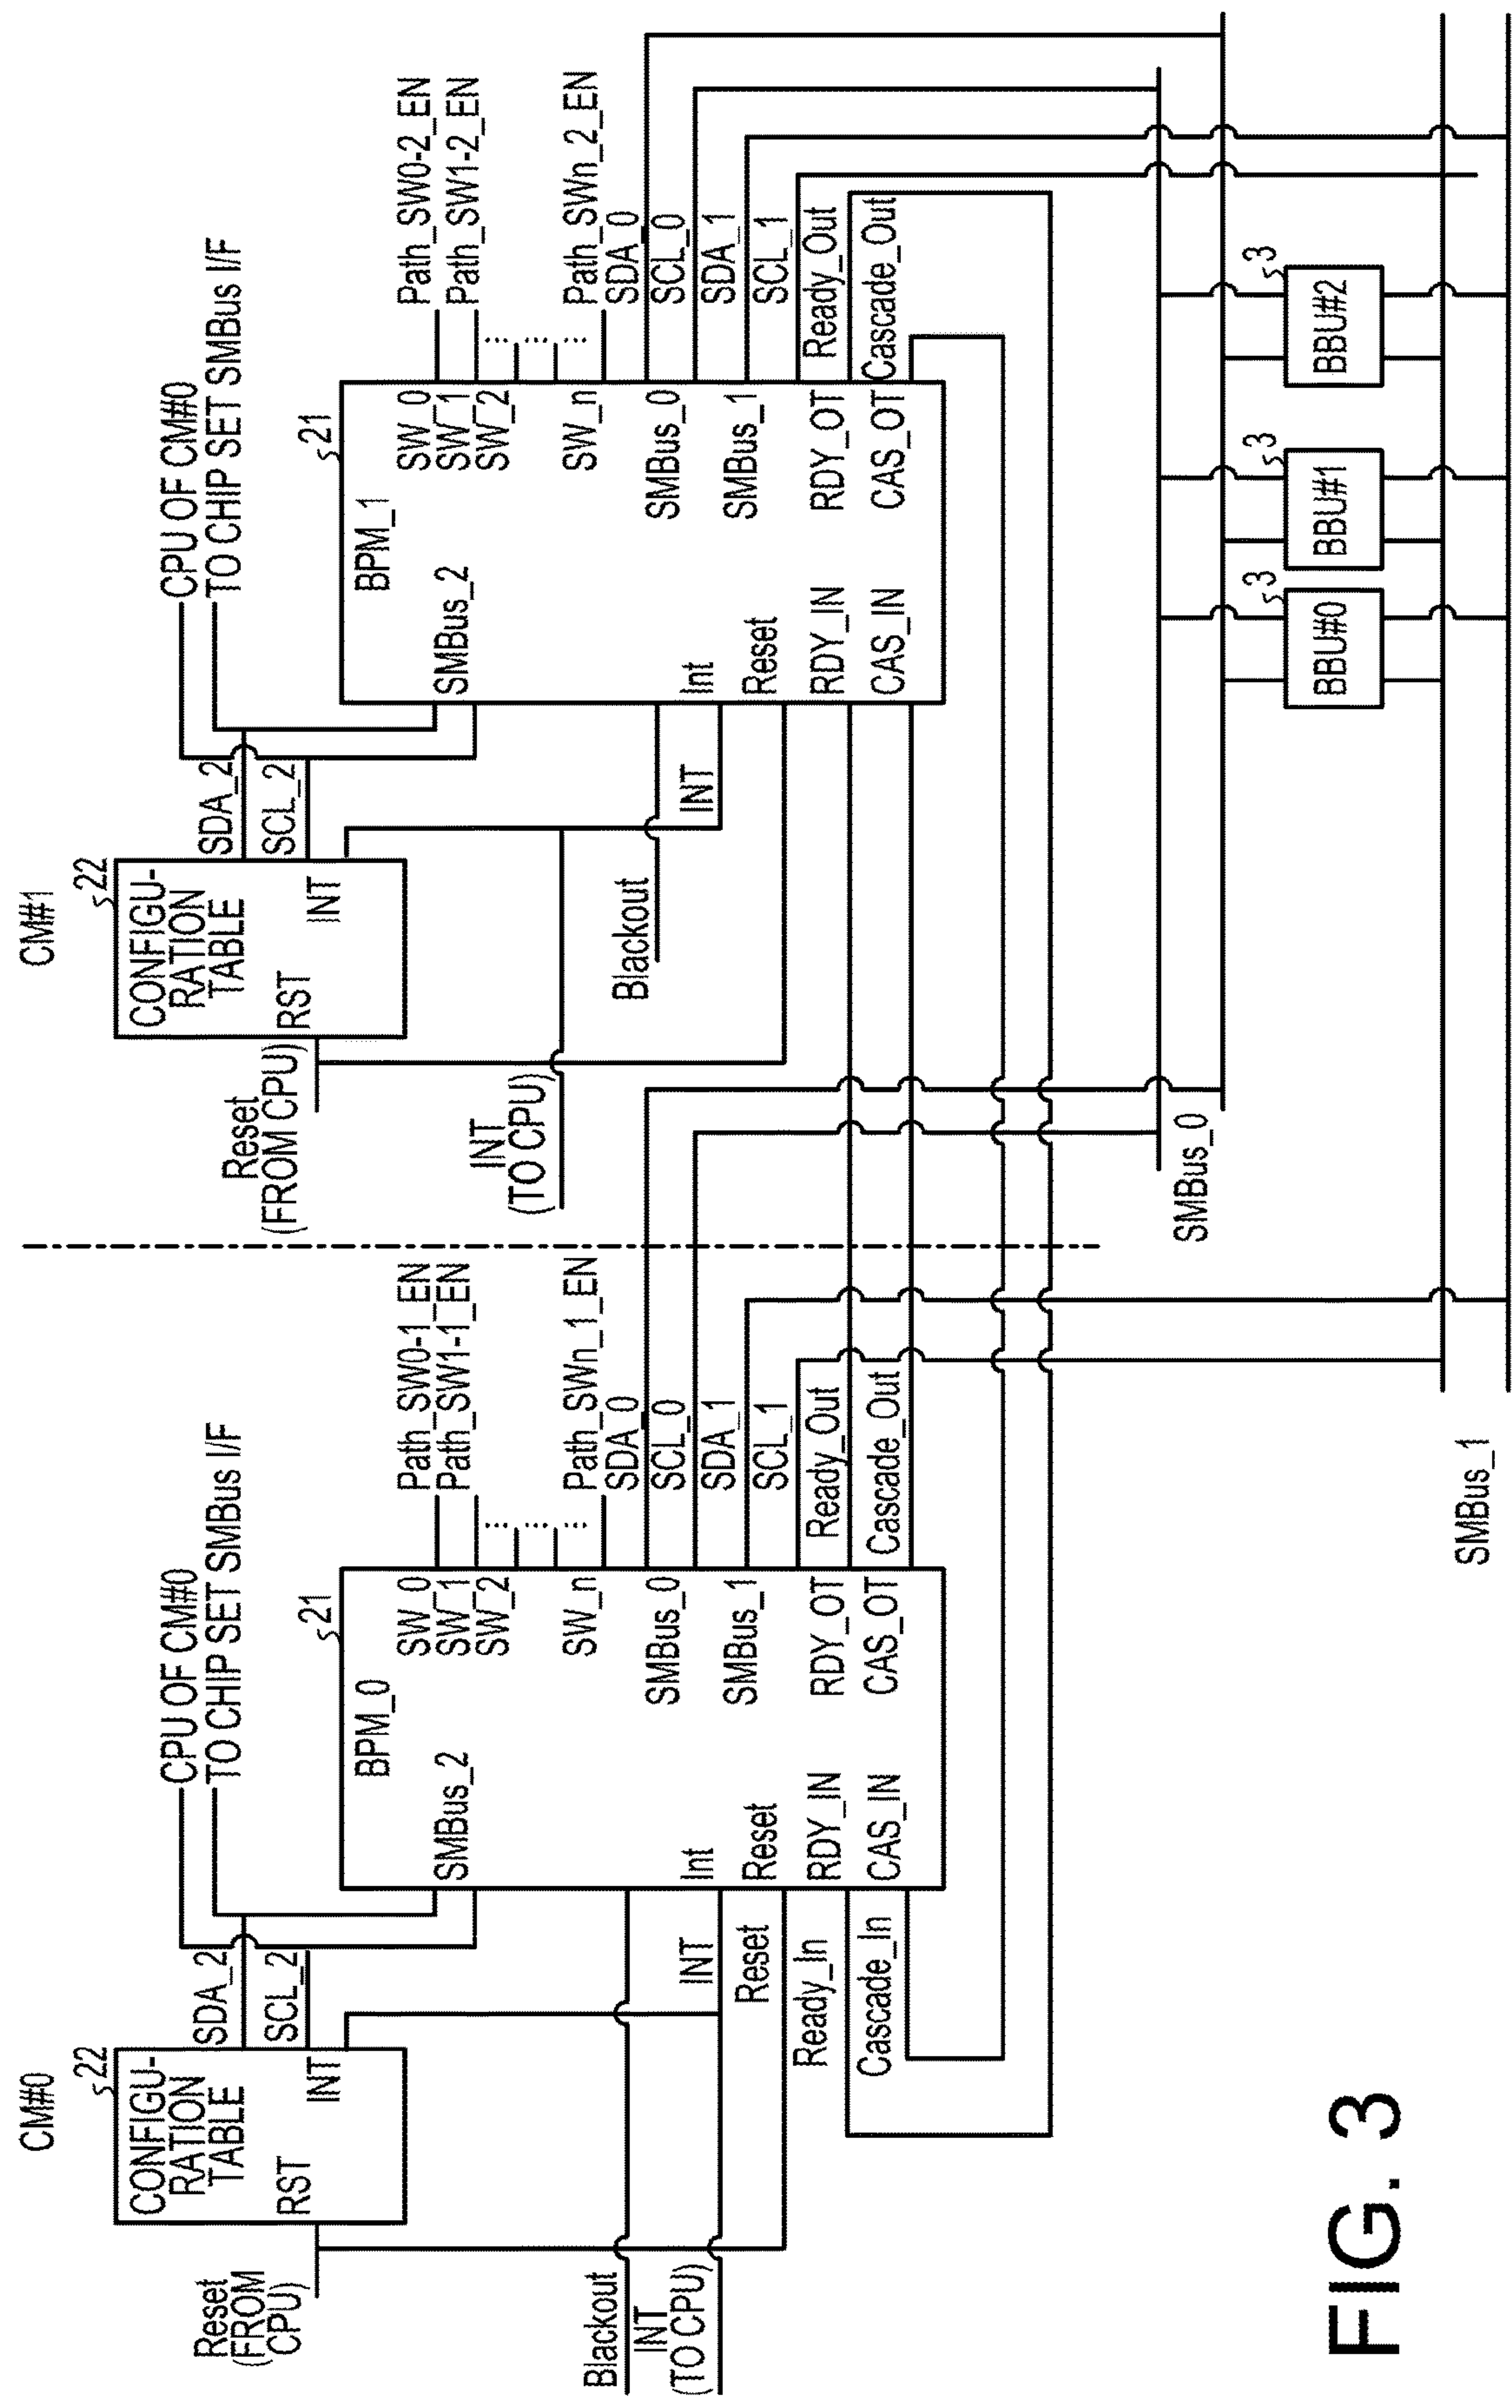 CM#0
CONFIGU-
RATION
TABLE
22
RST
INT
SDA_2
SCL_2
CPU OF CM#0
TO CHIP SET SMBus I/F
Reset
(FROM
CPU)
Blackout
INT
(TO CPU)
INT
Reset
Ready_In
Cascade_In
21
BPM_0
SMBus_2
Int
Reset
RDY_IN
CAS_IN
SW_0
SW_1
SW_2
SW_n
SMBus_0
SMBus_1
RDY_OT
CAS_OT
Path_SW0-1_EN
Path_SW1-1_EN
Path_SWn_1_EN
SDA_0
SCL_0
SDA_1
SCL_1
Ready_Out
Cascade_Out
CM#1
CONFIGU-
RATION
TABLE
22
RST
INT
SDA_2
SCL_2
CPU OF CM#0
TO CHIP SET SMBus I/F
Reset
(FROM CPU)
INT
(TO CPU)
Blackout
INT
21
BPM_1
SMBus_2
Int
Reset
RDY_IN
CAS_IN
SW_0
SW_1
SW_2
SW_n
SMBus_0
SMBus_1
RDY_OT
CAS_OT
Path_SW0-2_EN
Path_SW1-2_EN
Path_SWn_2_EN
SDA_0
SCL_0
SDA_1
SCL_1
Ready_Out
Cascade_Out
SMBus_0
SMBus_1
BBU#0
3
BBU#1
3
BBU#2
3
FIG. 3